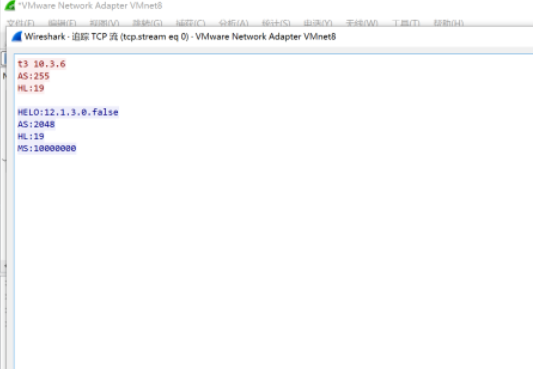 *VMware Network Adapter VMnet8
文件(F) 编辑(E) 视图(V) 跳转(G) 捕获(C) 分析(A) 统计(S) 电话(Y) 无线(W) 工具(T) 帮助(H)
Wireshark · 追踪 TCP 流 (tcp.stream eq 0) · VMware Network Adapter VMnet8
t3 10.3.6
AS:255
HL:19
HELO:12.1.3.0.false
AS:2048
HL:19
MS:10000000